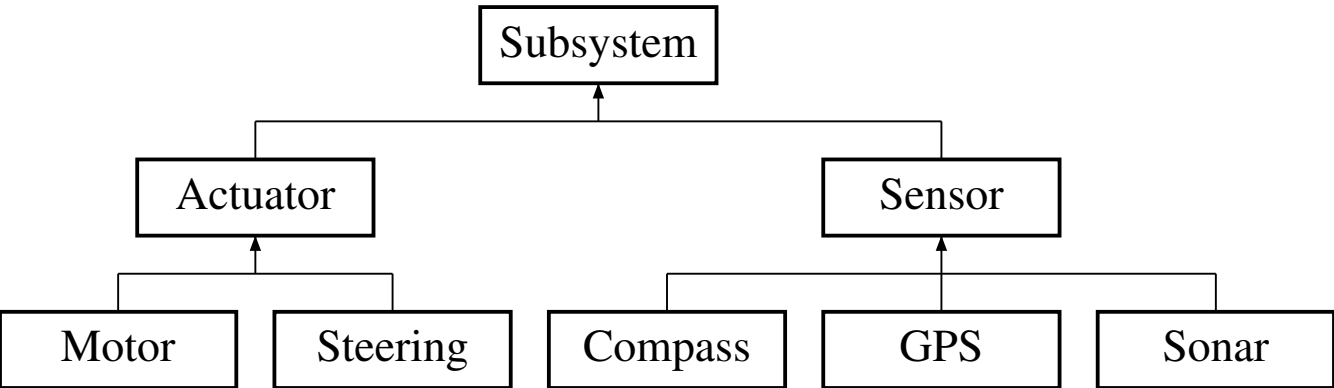 Subsystem
Actuator
Sensor
Motor
Steering
Compass
GPS
Sonar